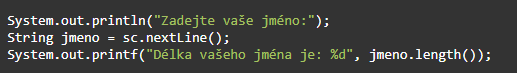 System.out.println("Zadejte vaše jméno:");
String jmeno = sc.nextLine();
System.out.printf("Délka vašeho jména je: %d", jmeno.length());